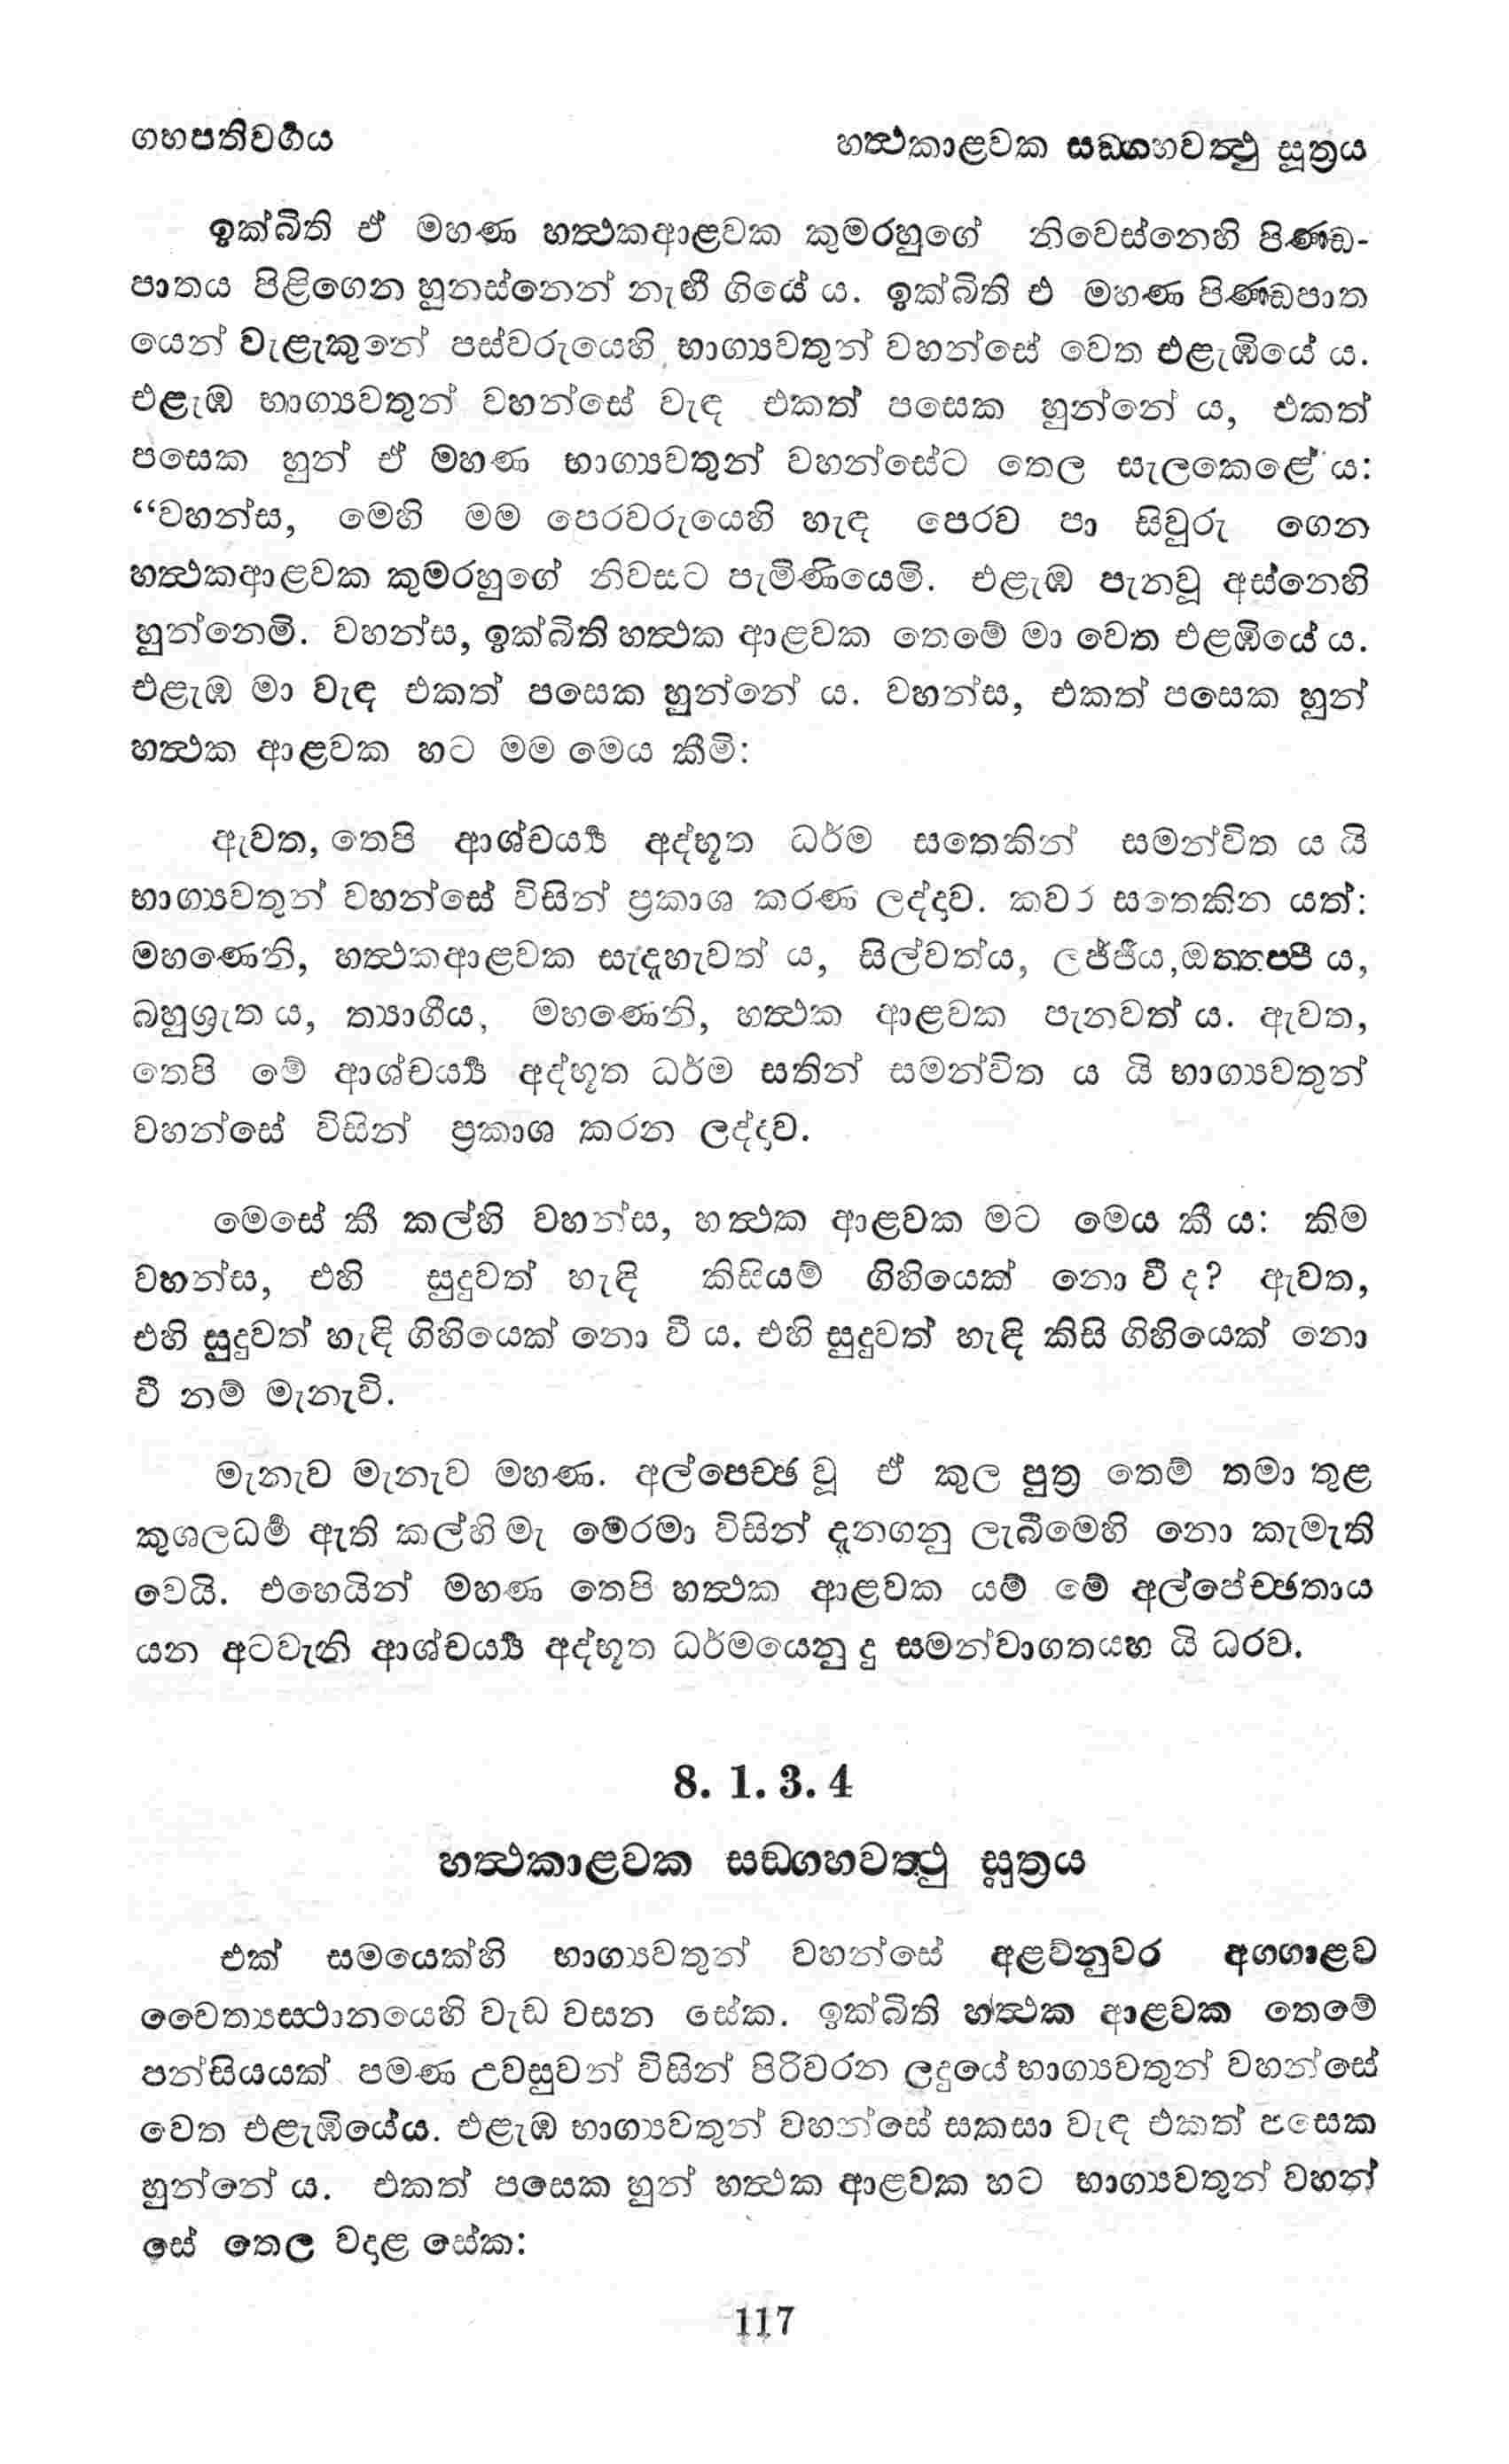 ගහපතිවර්‍ගය හත්‍ථකාළවක සඞ්ගහවත්‍ථු සූත්‍රය
ඉක්බිති ඒ මහණ හත්‍ථකආළවක කුමරහුගේ නිවෙස්නෙහි පිණ්ඩ-
පාතය පිළිගෙන හුනස්නෙන් නැඟී ගියේ ය. ඉක්බිති එ මහණ පිණ්ඩපාත
යෙන් වැළැකුනේ පස්වරුයෙහි භාග්‍යවතුන් වහන්සේ වෙත එළැඹියේ ය.
එළැඹ භාග්‍යවතුන් වහන්සේ වැඳ එකත් පසෙක හුන්නේ ය, එකත්
පසෙක හුන් ඒ මහණ භාග්‍යවතුන් වහන්සේට තෙල සැලකෙළේ ය:
“වහන්ස, මෙහි මම පෙරවරුයෙහි හැඳ පෙරව පා සිවූරු ගෙන
හත්‍ථකආළවක කුමරහුගේ නිවසට පැමිණියෙමි. එළැඹ පැනවූ අස්නෙහි
හුන්නෙමි. වහන්ස, ඉක්බිති හත්‍ථක ආළවක තෙමේ මා වෙත එළඹියේ ය.
එළැඹ මා වැඳ එකත් පසෙක හුන්නේ ය. වහන්ස, එකත් පසෙක හුන්
හත්‍ථක ආළවක හට මම මෙය කීමි:
ඇවත, තෙපි ආශ්චර්‍ය්‍ය අද්භූත ධර්ම සතෙකින් සමන්විත ය යි
භාග්‍යවතුන් වහන්සේ විසින් ප්‍රකාශ කරණ ලද්දාව. කවර සතෙකින යත්:
මහණෙනි, හත්‍ථකආළවක සැදැහැවත් ය, සිල්වත්ය, ලජ්ජීය,ඔත්තප්පී ය,
බහුශ්‍රැත ය, ත්‍යාගීය, මහණෙනි, හත්‍ථක ආළවක පැනවත් ය. ඇවත,
තෙපි මේ ආශ්චර්‍ය්‍ය අද්භූත ධර්ම සතින් සමන්විත ය යි භාග්‍යවතුන්
වහන්සේ විසින් ප්‍රකාශ කරන ලද්දාව.
මෙසේ කී කල්හි වහන්ස, හත්‍ථක ආළවක මට මෙය කී ය: කිම
වහන්ස, එහි සුදුවත් හැඳි කිසියම් ගිහියෙක් නො වී ද? ඇවත,
එහි සුදුවත් හැඳි ගිහියෙක් නො වී ය. එහි සුදුවත් හැඳි කිසි ගිහියෙක් නො
වී නම් මැනැවි.
මැනැව මැනැව මහණ. අල්පෙච්ඡ වූ ඒ කුල පුත්‍ර තෙම් තමා තුළ
කුශලධර්‍ම ඇති කල්හි මැ මෙරමා විසින් දැනගනු ලැබීමෙහි නො කැමැති
වෙයි. එහෙයින් මහණ තෙපි හත්‍ථක ආළවක යම් මේ අල්පේච්ඡතාය
යන අටවැනි ආශ්චර්‍ය්‍ය අද්භූත ධර්මයෙනු දු සමන්වාගතයහ යි ධරව.
8. 1. 3. 4
හත්‍ථකාළවක සඞ්ගහවත්‍ථු සූත්‍රය
එක් සමයෙක්හි භාග්‍යවතුන් වහන්සේ අළව්නුවර අග්ගාළව
චෛත්‍යස්ථානයෙහි වැඩ වසන සේක. ඉක්බිති හත්‍ථක ආළවක තෙමේ
පන්සියයක් පමණ උවසුවන් විසින් පිරිවරන ලදුයේ භාග්‍යවතුන් වහන්සේ
වෙත එළැඹියේය. එළැඹ භාග්‍යවතුන් වහන්සේ සකසා වැඳ එකත් පසෙක
හුන්නේ ය. එකත් පසෙක හුන් හත්‍ථක ආළවක හට භාග්‍යවතුන් වහන්
සේ තෙල වදාළ සේක:
117